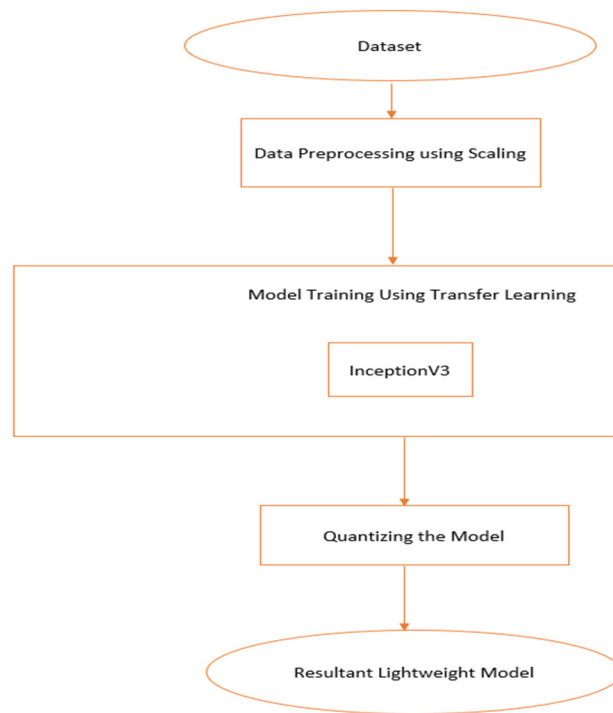 Dataset
Data Preprocessing using Scaling
Model Training Using Transfer Learning
InceptionV3
Quantizing the Model
Resultant Lightweight Model